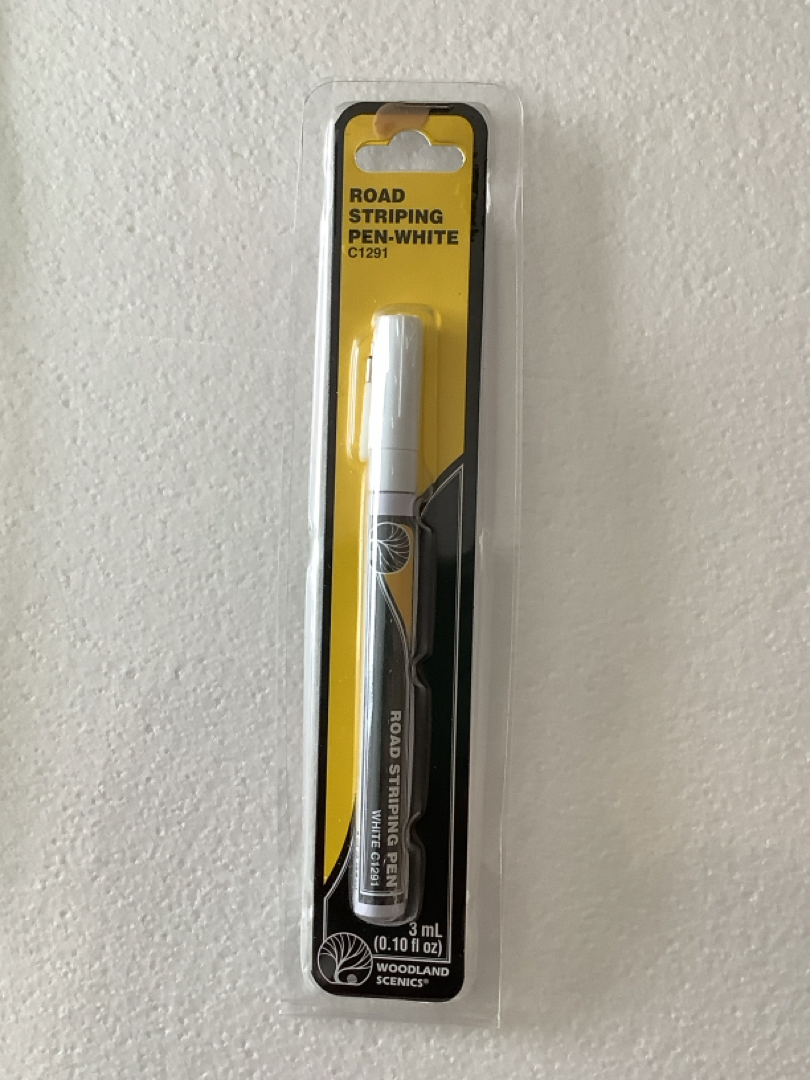 ROAD
STRIPING
PEN-WHITE
C1291
ROAD STRIPING PEN
WHITE C1291
3 mL
(0.10 fl oz)
WOODLAND
SCENICS®